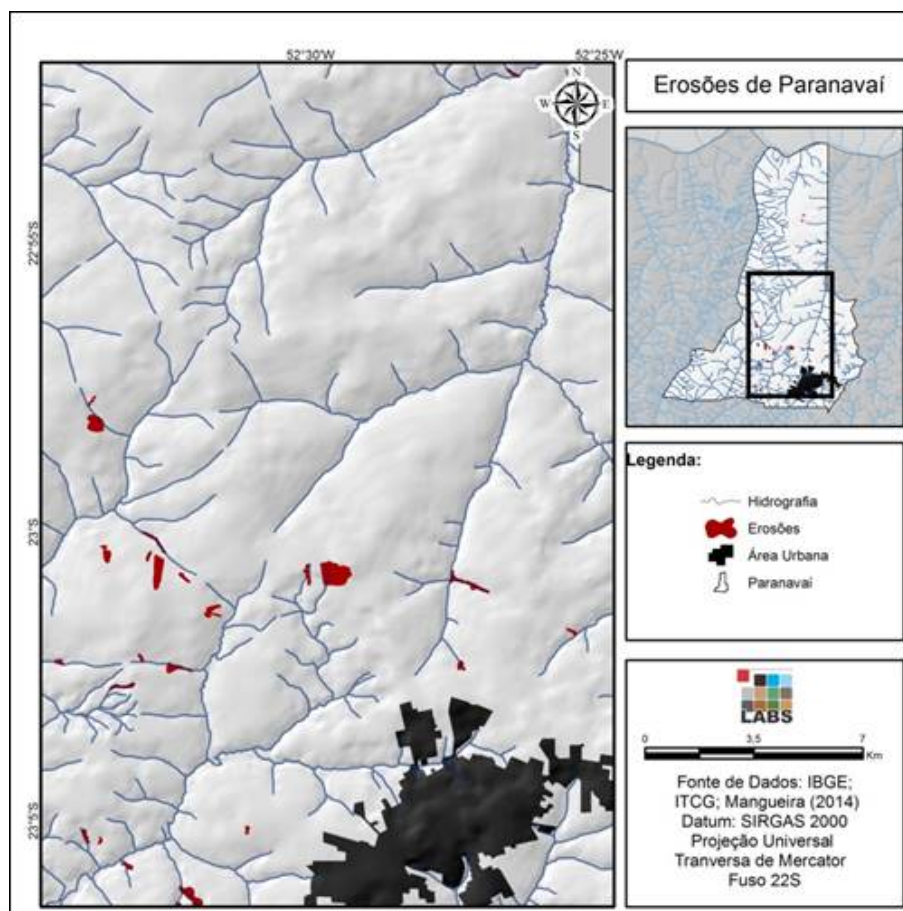 52°30'W
52°25'W
N
W
E
S
22°55'S
23°S
23°5'S
Erosões de Paranavaí
Legenda:
Hidrografia
Erosões
Área Urbana
Paranavaí
LABS
0
3,5
7
Km
Fonte de Dados: IBGE;
ITCG; Mangueira (2014)
Datum: SIRGAS 2000
Projeção Universal
Tranversa de Mercator
Fuso 22S